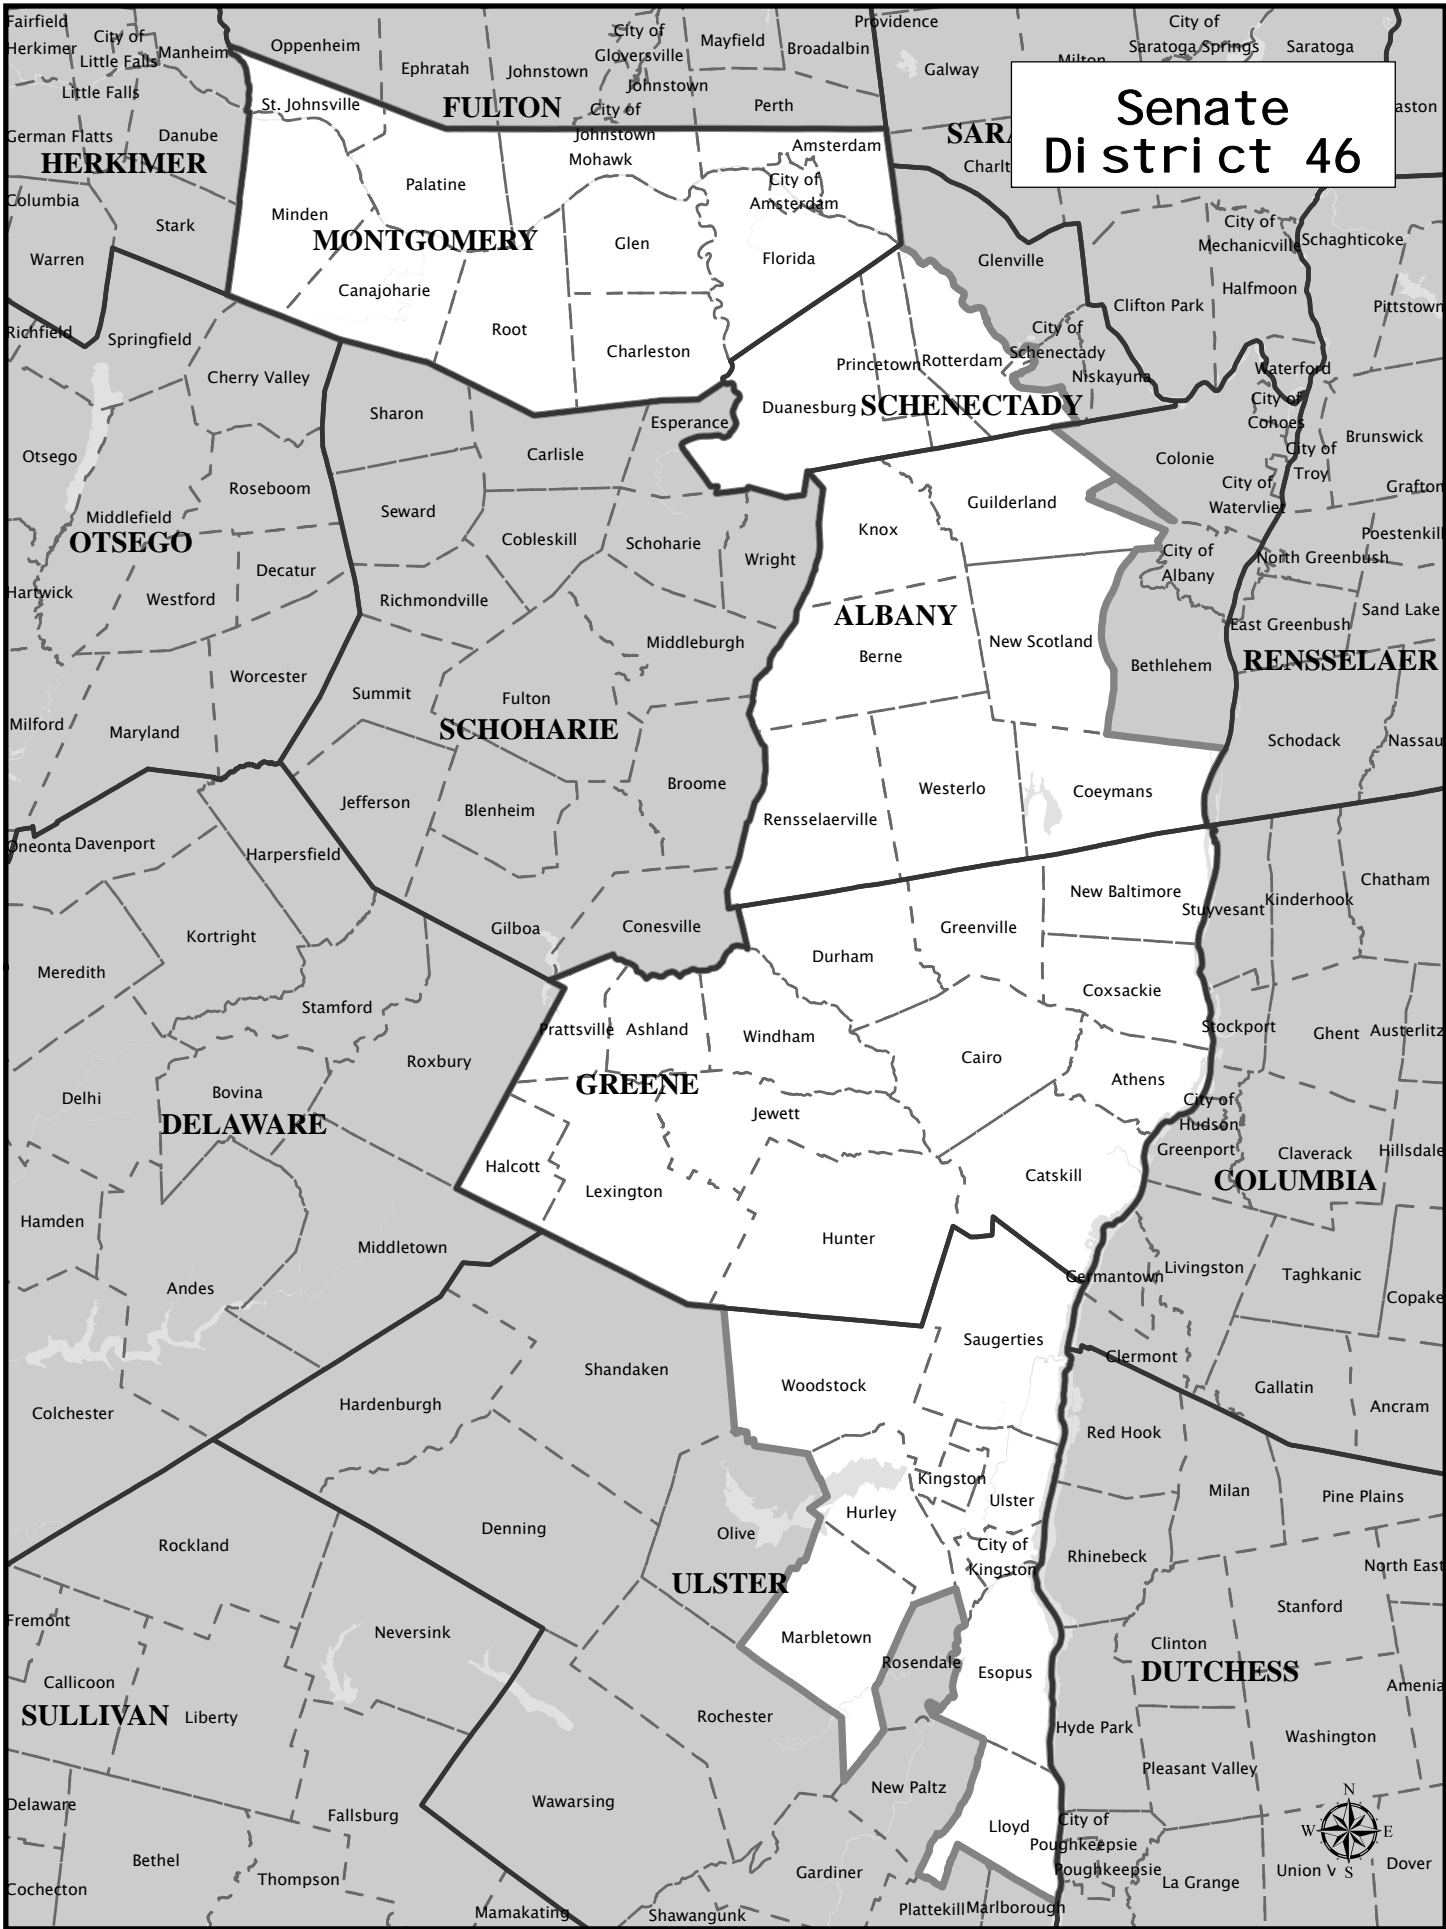 Fairfield
Herkimer
City of
Little Falls
Manheim
Little Falls
German Flatts
Danube
HERKIMER
Columbia
Stark
Warren
Oppenheim
Ephratah
Johnstown
City of
Gloversville
Johnstown
Mayfield
Broadalbin
FULTON
City of
Johnstown
Perth
Providence
Galway
Milton
City of
Saratoga Springs
Saratoga
Senate
District 46
St. Johnsville
Mohawk
Amsterdam
City of
Amsterdam
Palatine
Minden
MONTGOMERY
Glen
Florida
Canajoharie
Root
Charleston
Glenville
City of
Mechanicville
Schaghticoke
Halfmoon
Clifton Park
Pittstown
Richfield
Springfield
Cherry Valley
Otsego
Roseboom
Middlefield
OTSEGO
Decatur
Hartwick
Westford
Worcester
Milford
Maryland
Sharon
Esperance
Carlisle
Seward
Cobleskill
Schoharie
Wright
Richmondville
Middleburgh
Summit
Fulton
SCHOHARIE
Broome
Jefferson
Blenheim
Gilboa
Conesville
Princetown
Rotterdam
City of
Schenectady
Niskayuna
Duanesburg
SCHENECTADY
Waterford
City of
Cohoes
Brunswick
City of
Troy
Colonie
City of
Watervliet
Grafton
Poestenkill
North Greenbush
City of
Albany
Sand Lake
East Greenbush
RENSSELAER
Schodack
Nassau
Guilderland
Knox
ALBANY
Berne
New Scotland
Bethlehem
Westerlo
Coeymans
Rensselaerville
Oneonta
Davenport
Harpersfield
Kortright
Meredith
Stamford
Roxbury
Delhi
Bovina
DELAWARE
Hamden
Middletown
Andes
Colchester
New Baltimore
Greenville
Durham
Coxsackie
Prattsville
Ashland
Windham
Cairo
GREENE
Athens
Jewett
Halcott
Lexington
Catskill
Hunter
Chatham
Kinderhook
Stuyvesant
Stockport
Ghent
Austerlitz
City of
Hudson
Greenport
Claverack
Hillsdale
COLUMBIA
Germantown
Livingston
Taghkanic
Copake
Clermont
Gallatin
Ancram
Shandaken
Hardenburgh
Woodstock
Saugerties
Denning
Olive
Kingston
Hurley
Ulster
City of
Kingston
ULSTER
Marbletown
Rosendale
Esopus
Rochester
New Paltz
Wawarsing
Lloyd
Gardiner
Plattekill
Marlborough
Shawangunk
Rockland
Fremont
Neversink
Callicoon
SULLIVAN
Liberty
Delaware
Fallsburg
Bethel
Thompson
Cochecton
Mamakating
Red Hook
Milan
Pine Plains
Rhinebeck
North East
Stanford
Clinton
DUTCHESS
Amenia
Hyde Park
Washington
Pleasant Valley
City of
Poughkeepsie
Poughkeepsie
La Grange
Dover
N
W E
S